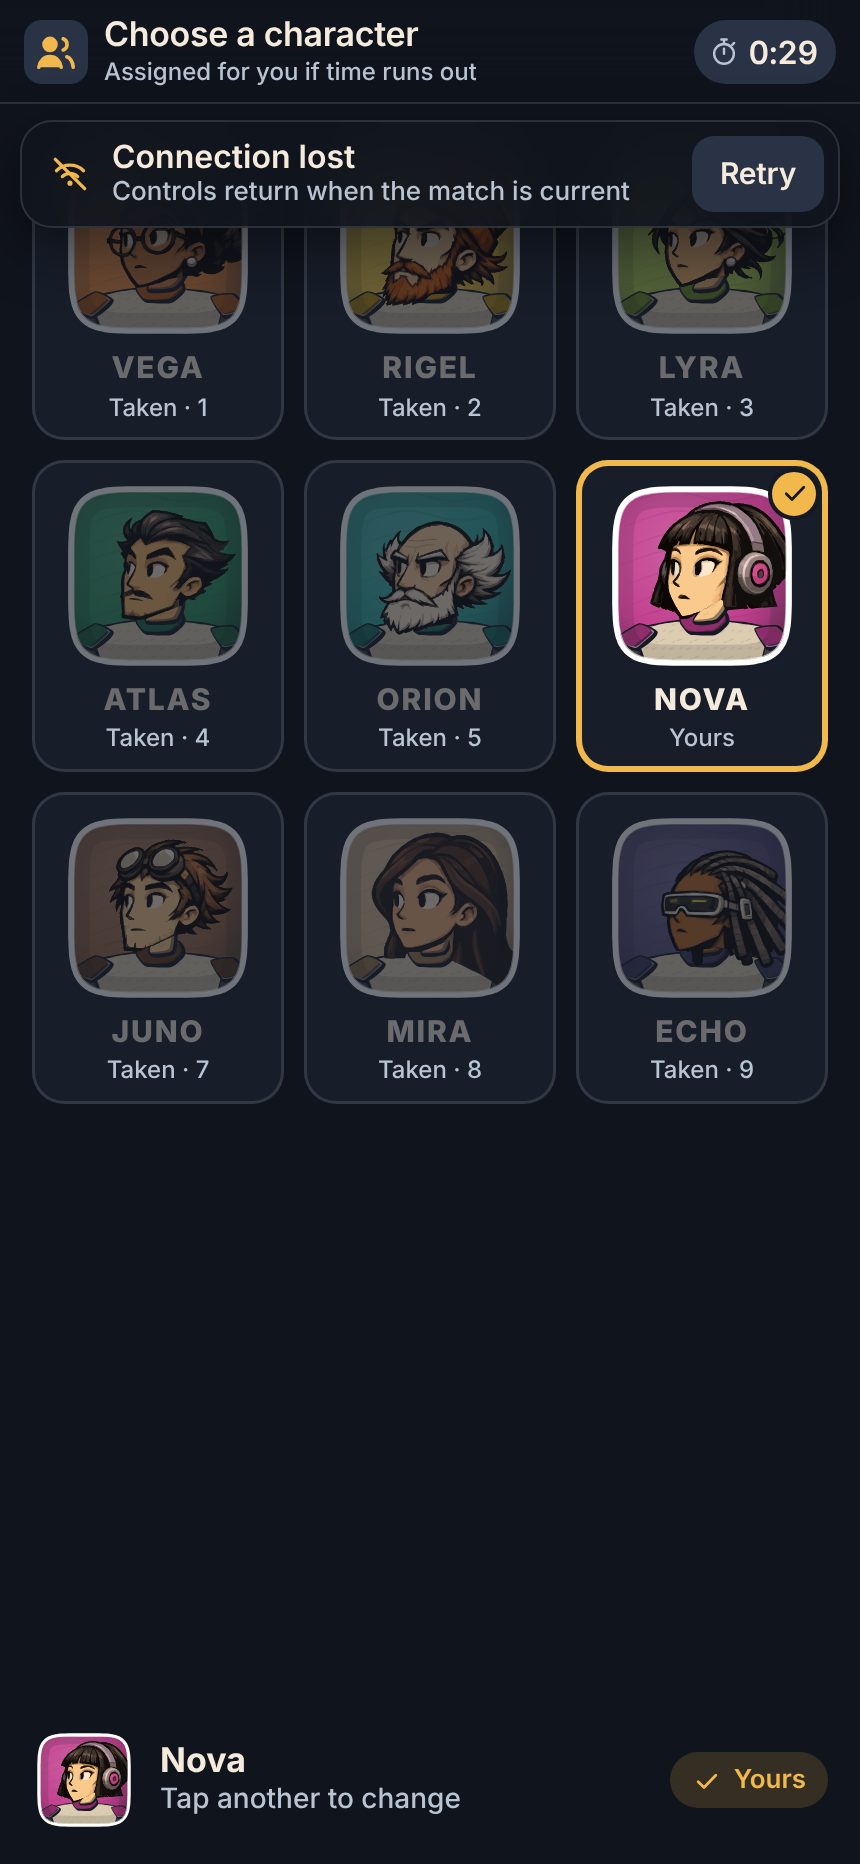 Choose a character
Assigned for you if time runs out
0:29
Connection lost
Controls return when the match is current
Retry
VEGA
Taken · 1
RIGEL
Taken · 2
LYRA
Taken · 3
ATLAS
Taken · 4
ORION
Taken · 5
NOVA
Yours
JUNO
Taken · 7
MIRA
Taken · 8
ECHO
Taken · 9
Nova
Tap another to change
Yours